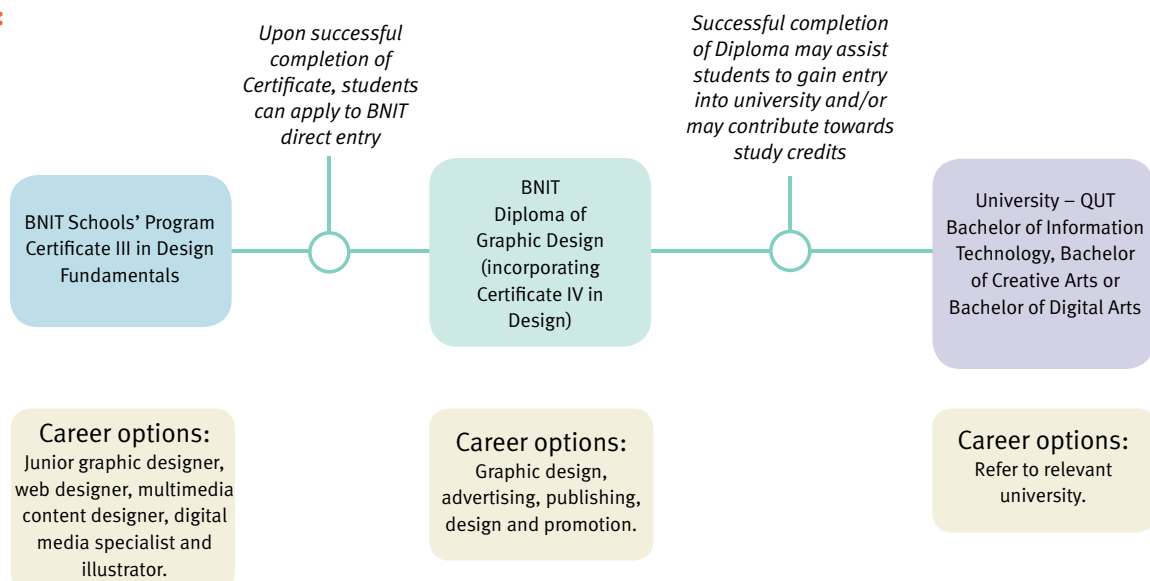 :
Upon successful
completion of
Certificate, students
can apply to BNIT
direct entry
Successful completion
of Diploma may assist
students to gain entry
into university and/or
may contribute towards
study credits
BNIT Schools’ Program
Certificate III in Design
Fundamentals
BNIT
Diploma of
Graphic Design
(incorporating
Certificate IV in
Design)
University – QUT
Bachelor of Information
Technology, Bachelor
of Creative Arts or
Bachelor of Digital Arts
Career options:
Junior graphic designer,
web designer, multimedia
content designer, digital
media specialist and
illustrator.
Career options:
Graphic design,
advertising, publishing,
design and promotion.
Career options:
Refer to relevant
university.